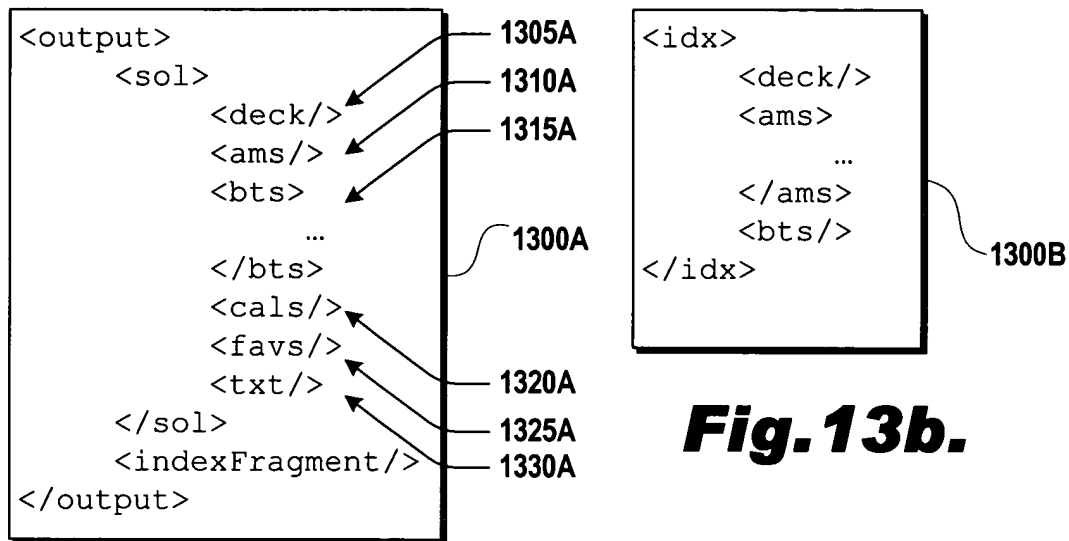 <output>
<sol>
<deck/>
<ams/>
<bts>
…
</bts>
<cals/>
<favs/>
<txt/>
</sol>
<indexFragment/>
</output>
1305A
1310A
1315A
1300A
1320A
1325A
1330A
<idx>
<deck/>
<ams>
…
</ams>
<bts/>
</idx>
1300B
Fig.13b.